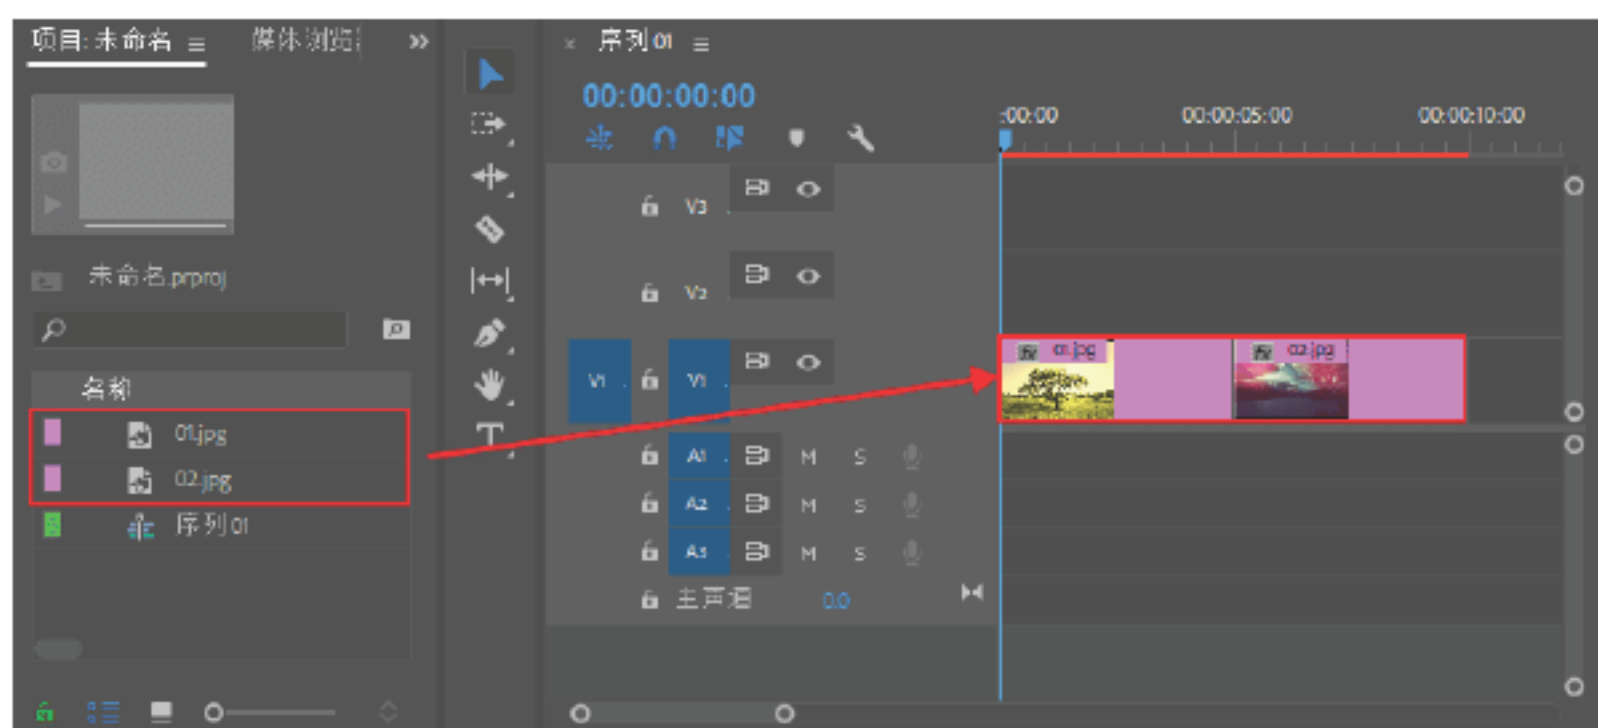 项目: 未命名
媒体浏览
序列 01
00:00:00:00
:00:00
00:00:05:00
00:00:10:00
未命名.prproj
名称
01.jpg
02.jpg
序列 01
V3
V2
V1 V1
01.jpg
02.jpg
A1 M S
A2 M S
A3 M S
主声道 0.0
T